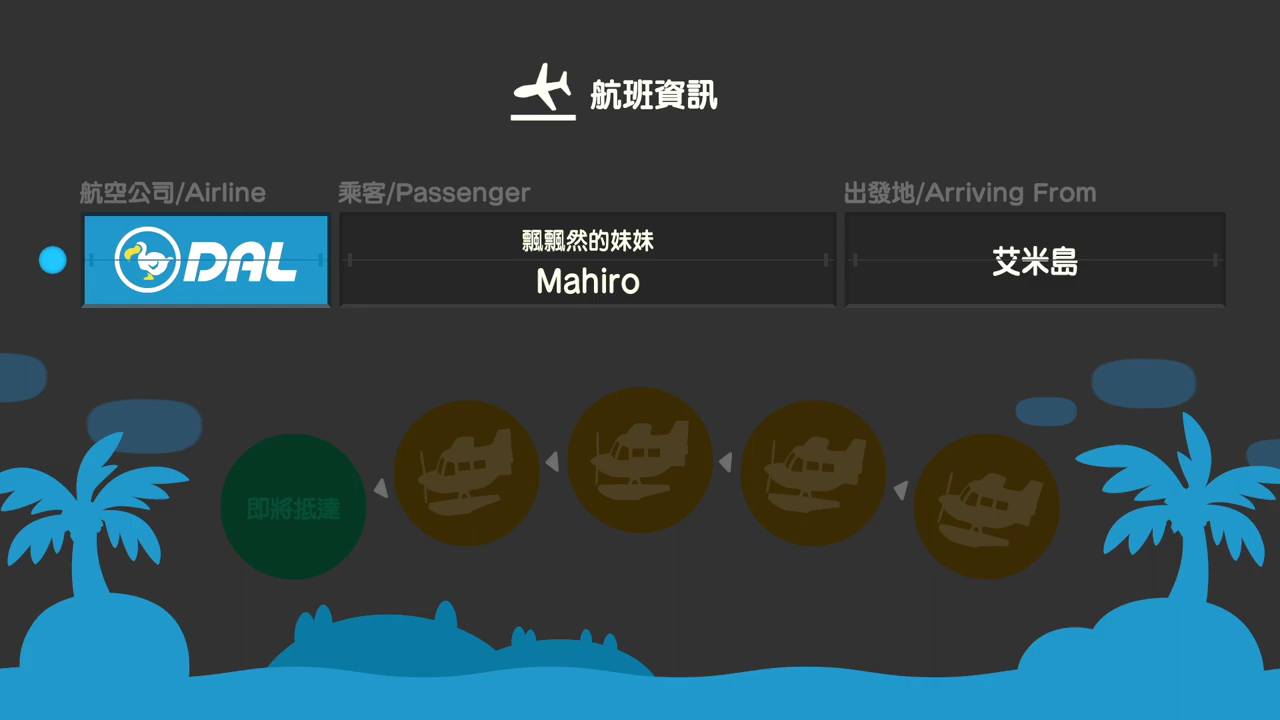 航班資訊
航空公司/Airline
乘客/Passenger
出發地/Arriving From
DAL
飄飄然的妹妹
Mahiro
艾米島
即將抵達